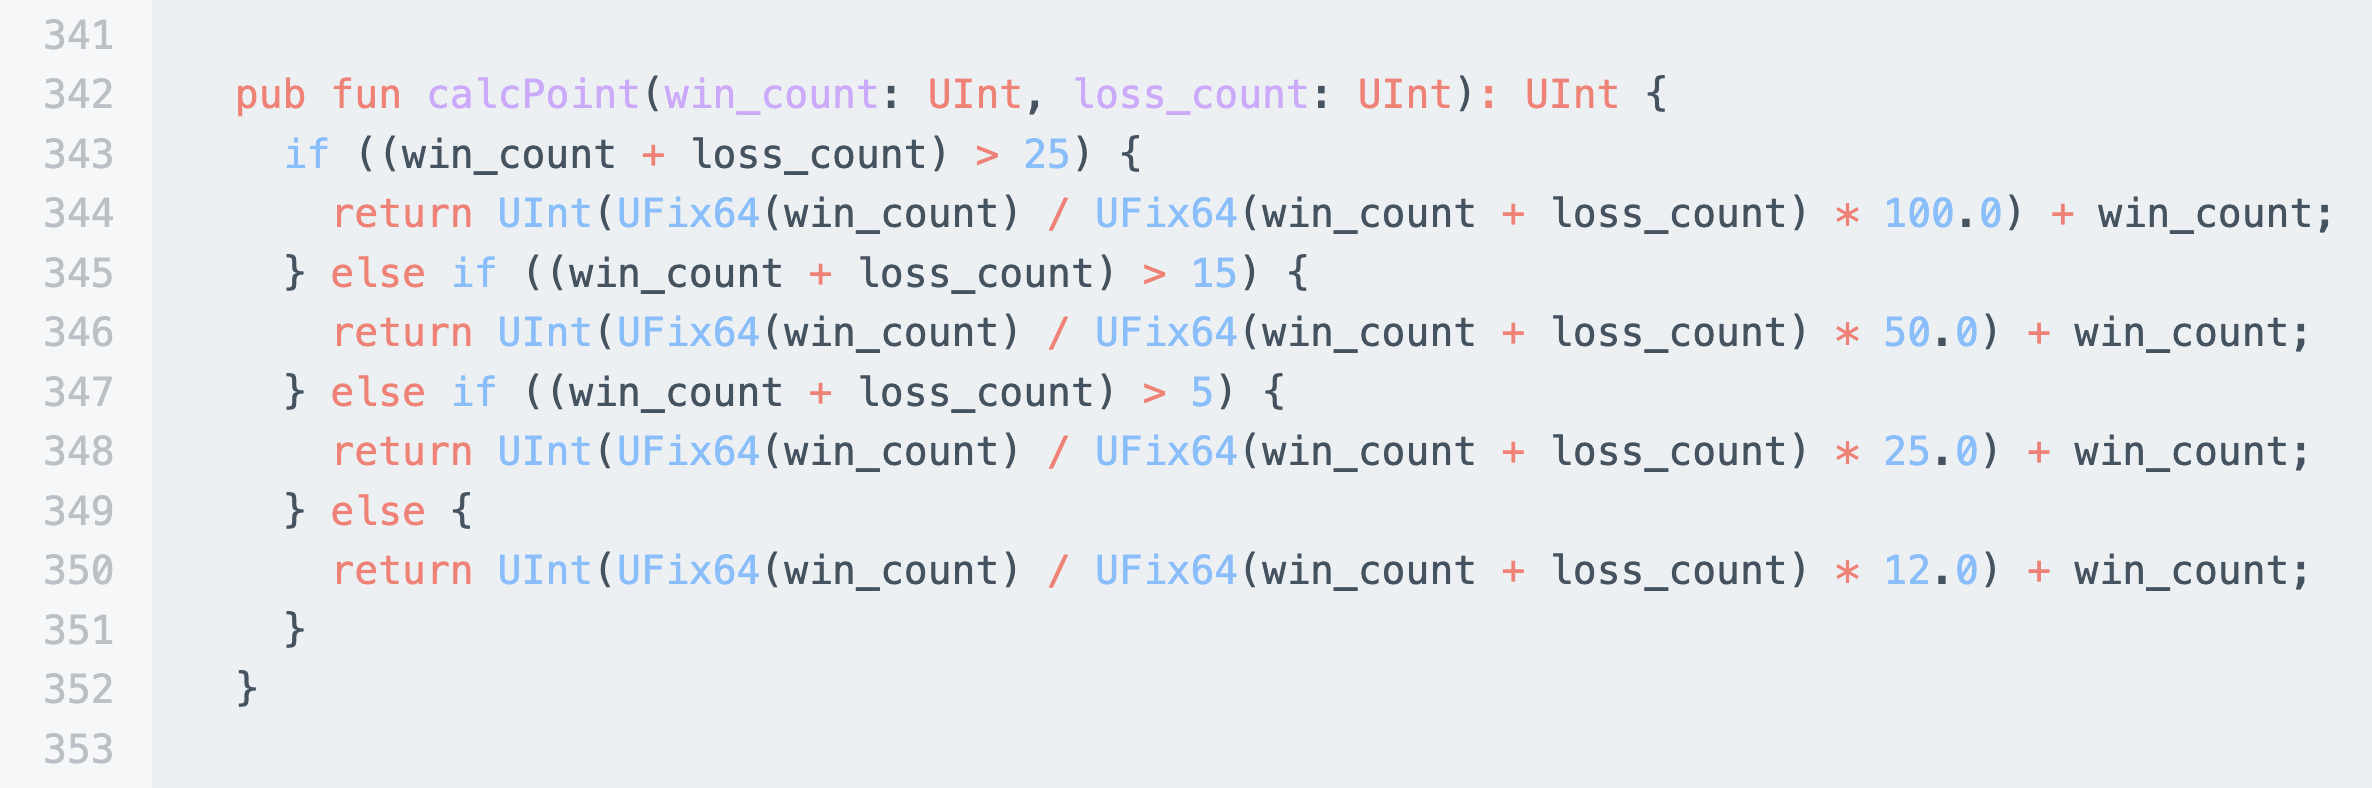 341
342 pub fun calcPoint(win_count: UInt, loss_count: UInt): UInt {
343 if ((win_count + loss_count) > 25) {
344 return UInt(UFix64(win_count) / UFix64(win_count + loss_count) * 100.0) + win_count;
345 } else if ((win_count + loss_count) > 15) {
346 return UInt(UFix64(win_count) / UFix64(win_count + loss_count) * 50.0) + win_count;
347 } else if ((win_count + loss_count) > 5) {
348 return UInt(UFix64(win_count) / UFix64(win_count + loss_count) * 25.0) + win_count;
349 } else {
350 return UInt(UFix64(win_count) / UFix64(win_count + loss_count) * 12.0) + win_count;
351 }
352 }
353